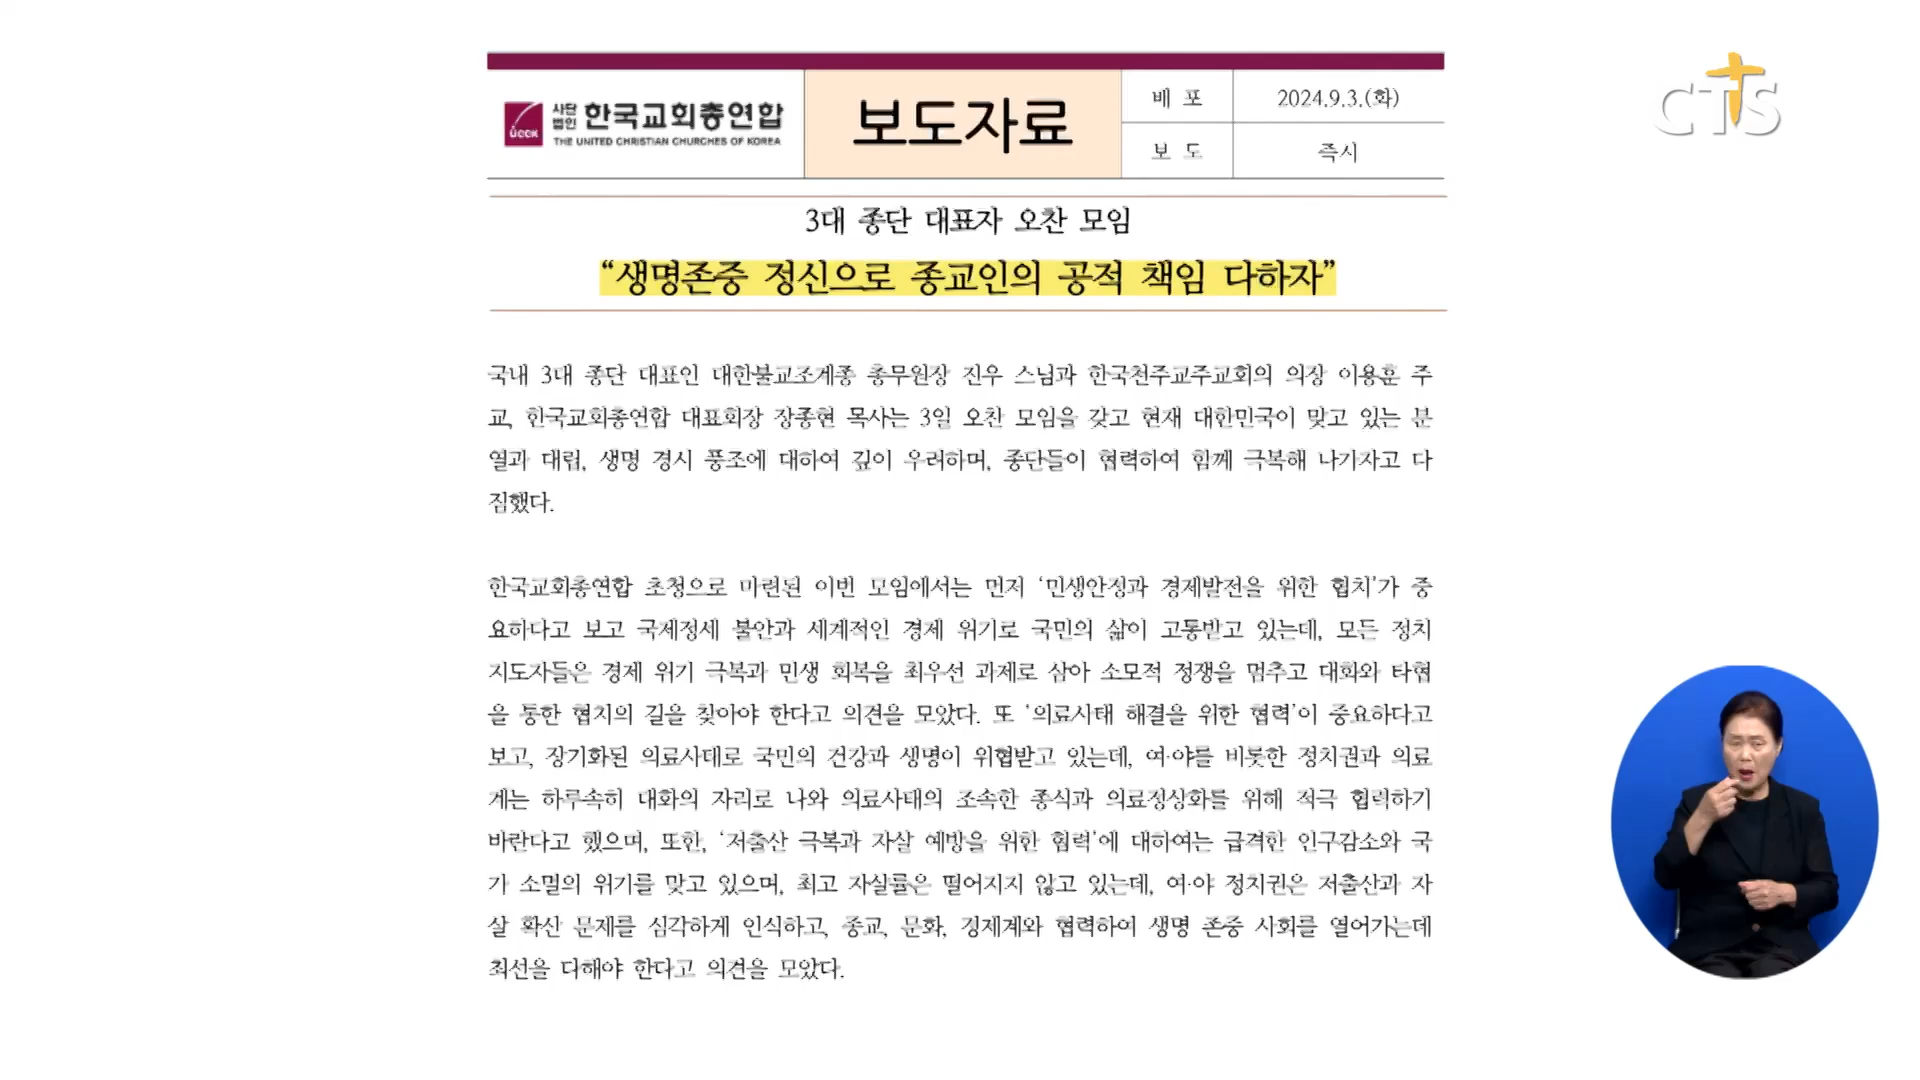 사단
법인 한국교회총연합
UCCK
THE UNITED CHRISTIAN CHURCHES OF KOREA
보도자료
배 포 2024.9.3.(화)
보 도 즉시
CTS
3대 종단 대표자 오찬 모임
“생명존중 정신으로 종교인의 공적 책임 다하자”
국내 3대 종단 대표인 대한불교조계종 총무원장 진우 스님과 한국천주교주교회의 의장 이용훈 주
교, 한국교회총연합 대표회장 장종현 목사는 3일 오찬 모임을 갖고 현재 대한민국이 맞고 있는 분
열과 대립, 생명 경시 풍조에 대하여 깊이 우려하며, 종단들이 협력하여 함께 극복해 나가자고 다
짐했다.
한국교회총연합 초청으로 마련된 이번 모임에서는 먼저 ‘민생안정과 경제발전을 위한 협치’가 중
요하다고 보고 국제정세 불안과 세계적인 경제 위기로 국민의 삶이 고통받고 있는데, 모든 정치
지도자들은 경제 위기 극복과 민생 회복을 최우선 과제로 삼아 소모적 정쟁을 멈추고 대화와 타협
을 통한 협치의 길을 찾아야 한다고 의견을 모았다. 또 ‘의료사태 해결을 위한 협력’이 중요하다고
보고, 장기화된 의료사태로 국민의 건강과 생명이 위협받고 있는데, 여·야를 비롯한 정치권과 의료
계는 하루속히 대화의 자리로 나와 의료사태의 조속한 종식과 의료정상화를 위해 적극 협력하기
바란다고 했으며, 또한, ‘저출산 극복과 자살 예방을 위한 협력’에 대하여는 급격한 인구감소와 국
가 소멸의 위기를 맞고 있으며, 최고 자살률은 떨어지지 않고 있는데, 여·야 정치권은 저출산과 자
살 확산 문제를 심각하게 인식하고, 종교, 문화, 경제계와 협력하여 생명 존중 사회를 열어가는데
최선을 다해야 한다고 의견을 모았다.